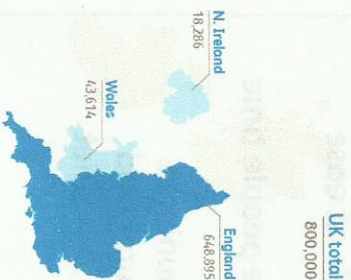 UK total
800,000
England
648,895
N. Ireland
18,286
Wales
43,614